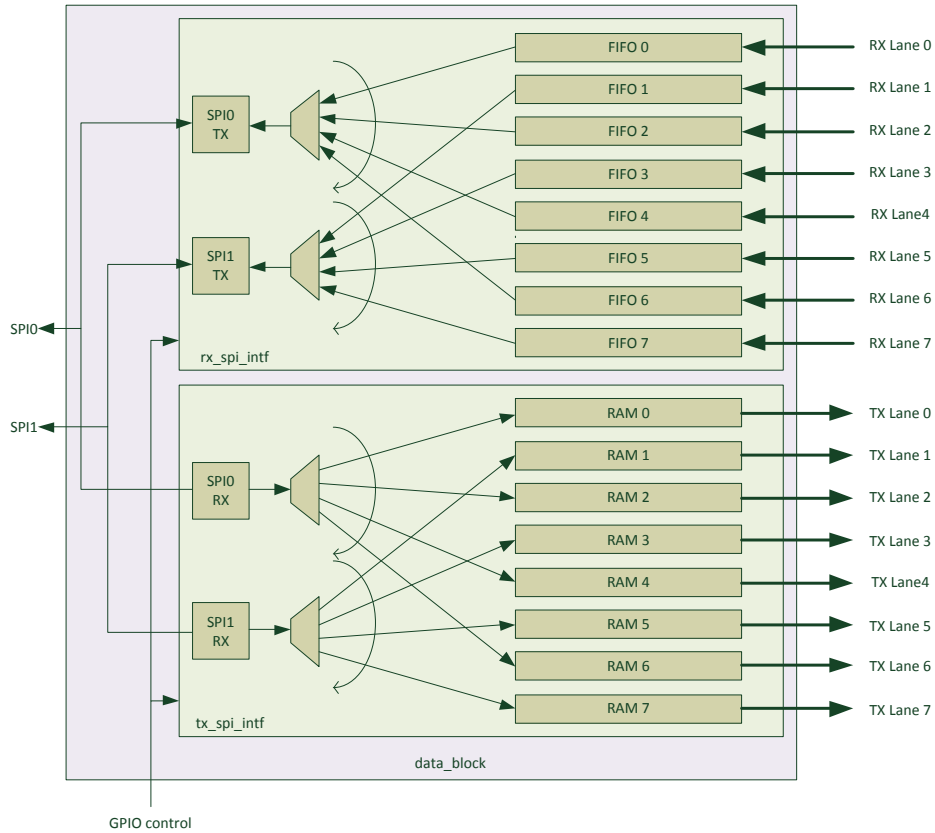 FIFO 0
RX Lane 0
FIFO 1
RX Lane 1
SPI0
TX
FIFO 2
RX Lane 2
FIFO 3
RX Lane 3
FIFO 4
RX Lane4
SPI1
TX
FIFO 5
RX Lane 5
FIFO 6
RX Lane 6
SPI0
FIFO 7
RX Lane 7
rx_spi_intf
SPI1
RAM 0
TX Lane 0
RAM 1
TX Lane 1
SPI0
RX
RAM 2
TX Lane 2
RAM 3
TX Lane 3
RAM 4
TX Lane4
SPI1
RX
RAM 5
TX Lane 5
RAM 6
TX Lane 6
RAM 7
TX Lane 7
tx_spi_intf
data_block
GPIO control